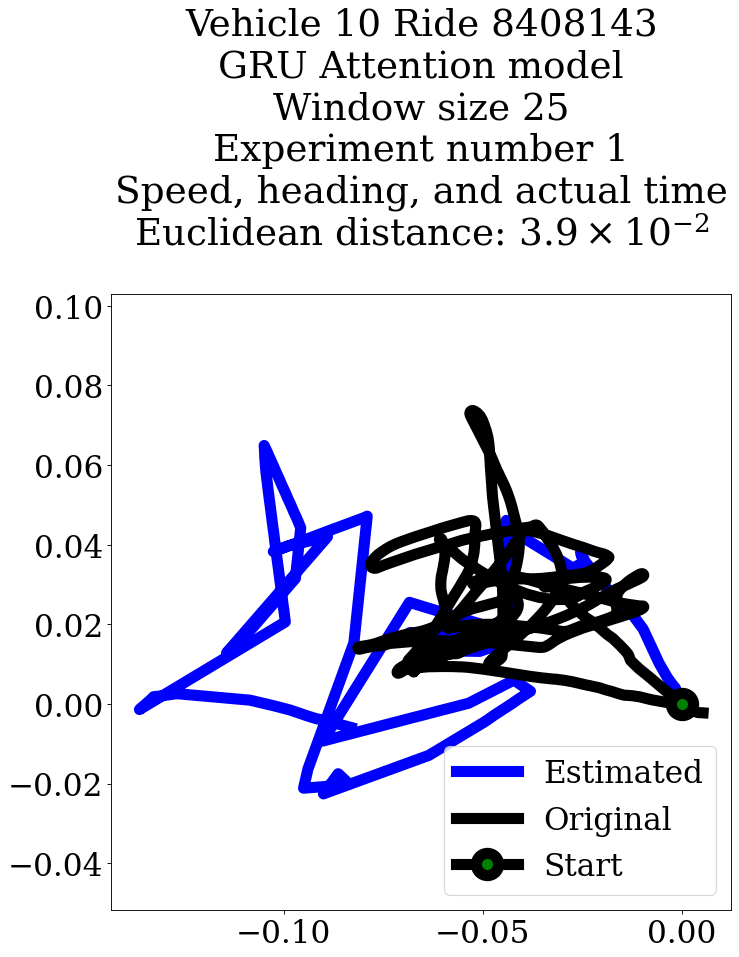 Vehicle 10 Ride 8408143
GRU Attention model
Window size 25
Experiment number 1
Speed, heading, and actual time
Euclidean distance: 3.9 × 10⁻²
0.10
0.08
0.06
0.04
0.02
0.00
−0.02
−0.04
Estimated
Original
Start
−0.10
−0.05
0.00